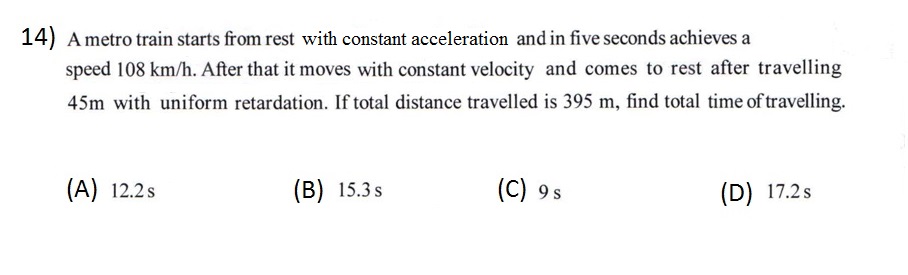 14) A metro train starts from rest with constant acceleration and in five seconds achieves a
speed 108 km/h. After that it moves with constant velocity and comes to rest after travelling
45m with uniform retardation. If total distance travelled is 395 m, find total time of travelling.
(A) 12.2 s (B) 15.3 s (C) 9 s (D) 17.2 s